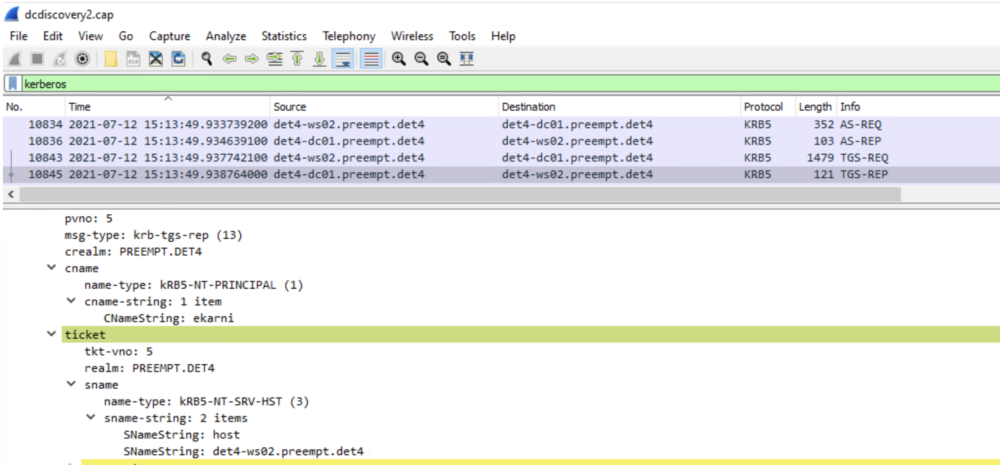 dcdiscovery2.cap
File Edit View Go Capture Analyze Statistics Telephony Wireless Tools Help
kerberos
No. Time Source Destination Protocol Length Info
10834 2021-07-12 15:13:49.933739200 det4-ws02.preempt.det4 det4-dc01.preempt.det4 KRB5 352 AS-REQ
10836 2021-07-12 15:13:49.934639100 det4-dc01.preempt.det4 det4-ws02.preempt.det4 KRB5 103 AS-REP
10843 2021-07-12 15:13:49.937742100 det4-ws02.preempt.det4 det4-dc01.preempt.det4 KRB5 1479 TGS-REQ
10845 2021-07-12 15:13:49.938764000 det4-dc01.preempt.det4 det4-ws02.preempt.det4 KRB5 121 TGS-REP
pvno: 5
msg-type: krb-tgs-rep (13)
crealm: PREEMPT.DET4
cname
name-type: kRB5-NT-PRINCIPAL (1)
cname-string: 1 item
CNameString: ekarni
ticket
tkt-vno: 5
realm: PREEMPT.DET4
sname
name-type: kRB5-NT-SRV-HST (3)
sname-string: 2 items
SNameString: host
SNameString: det4-ws02.preempt.det4